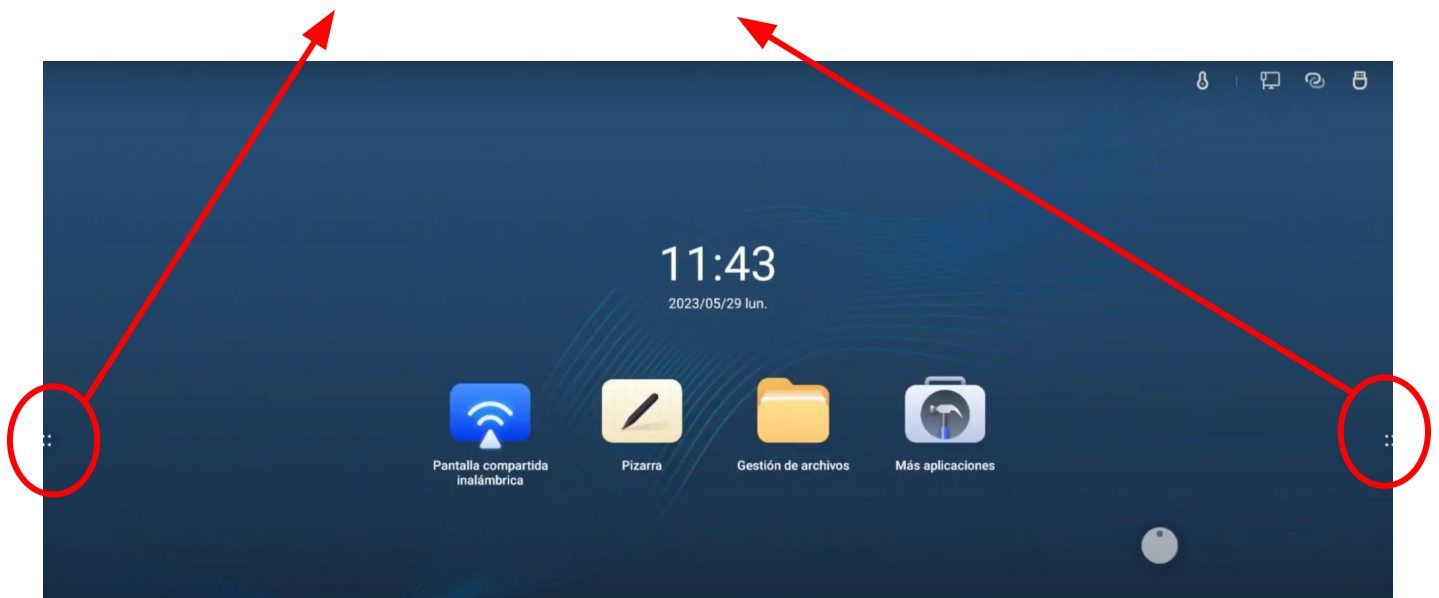 11:43
2023/05/29 lun.
Pantalla compartida
inalámbrica
Pizarra
Gestión de archivos
Más aplicaciones